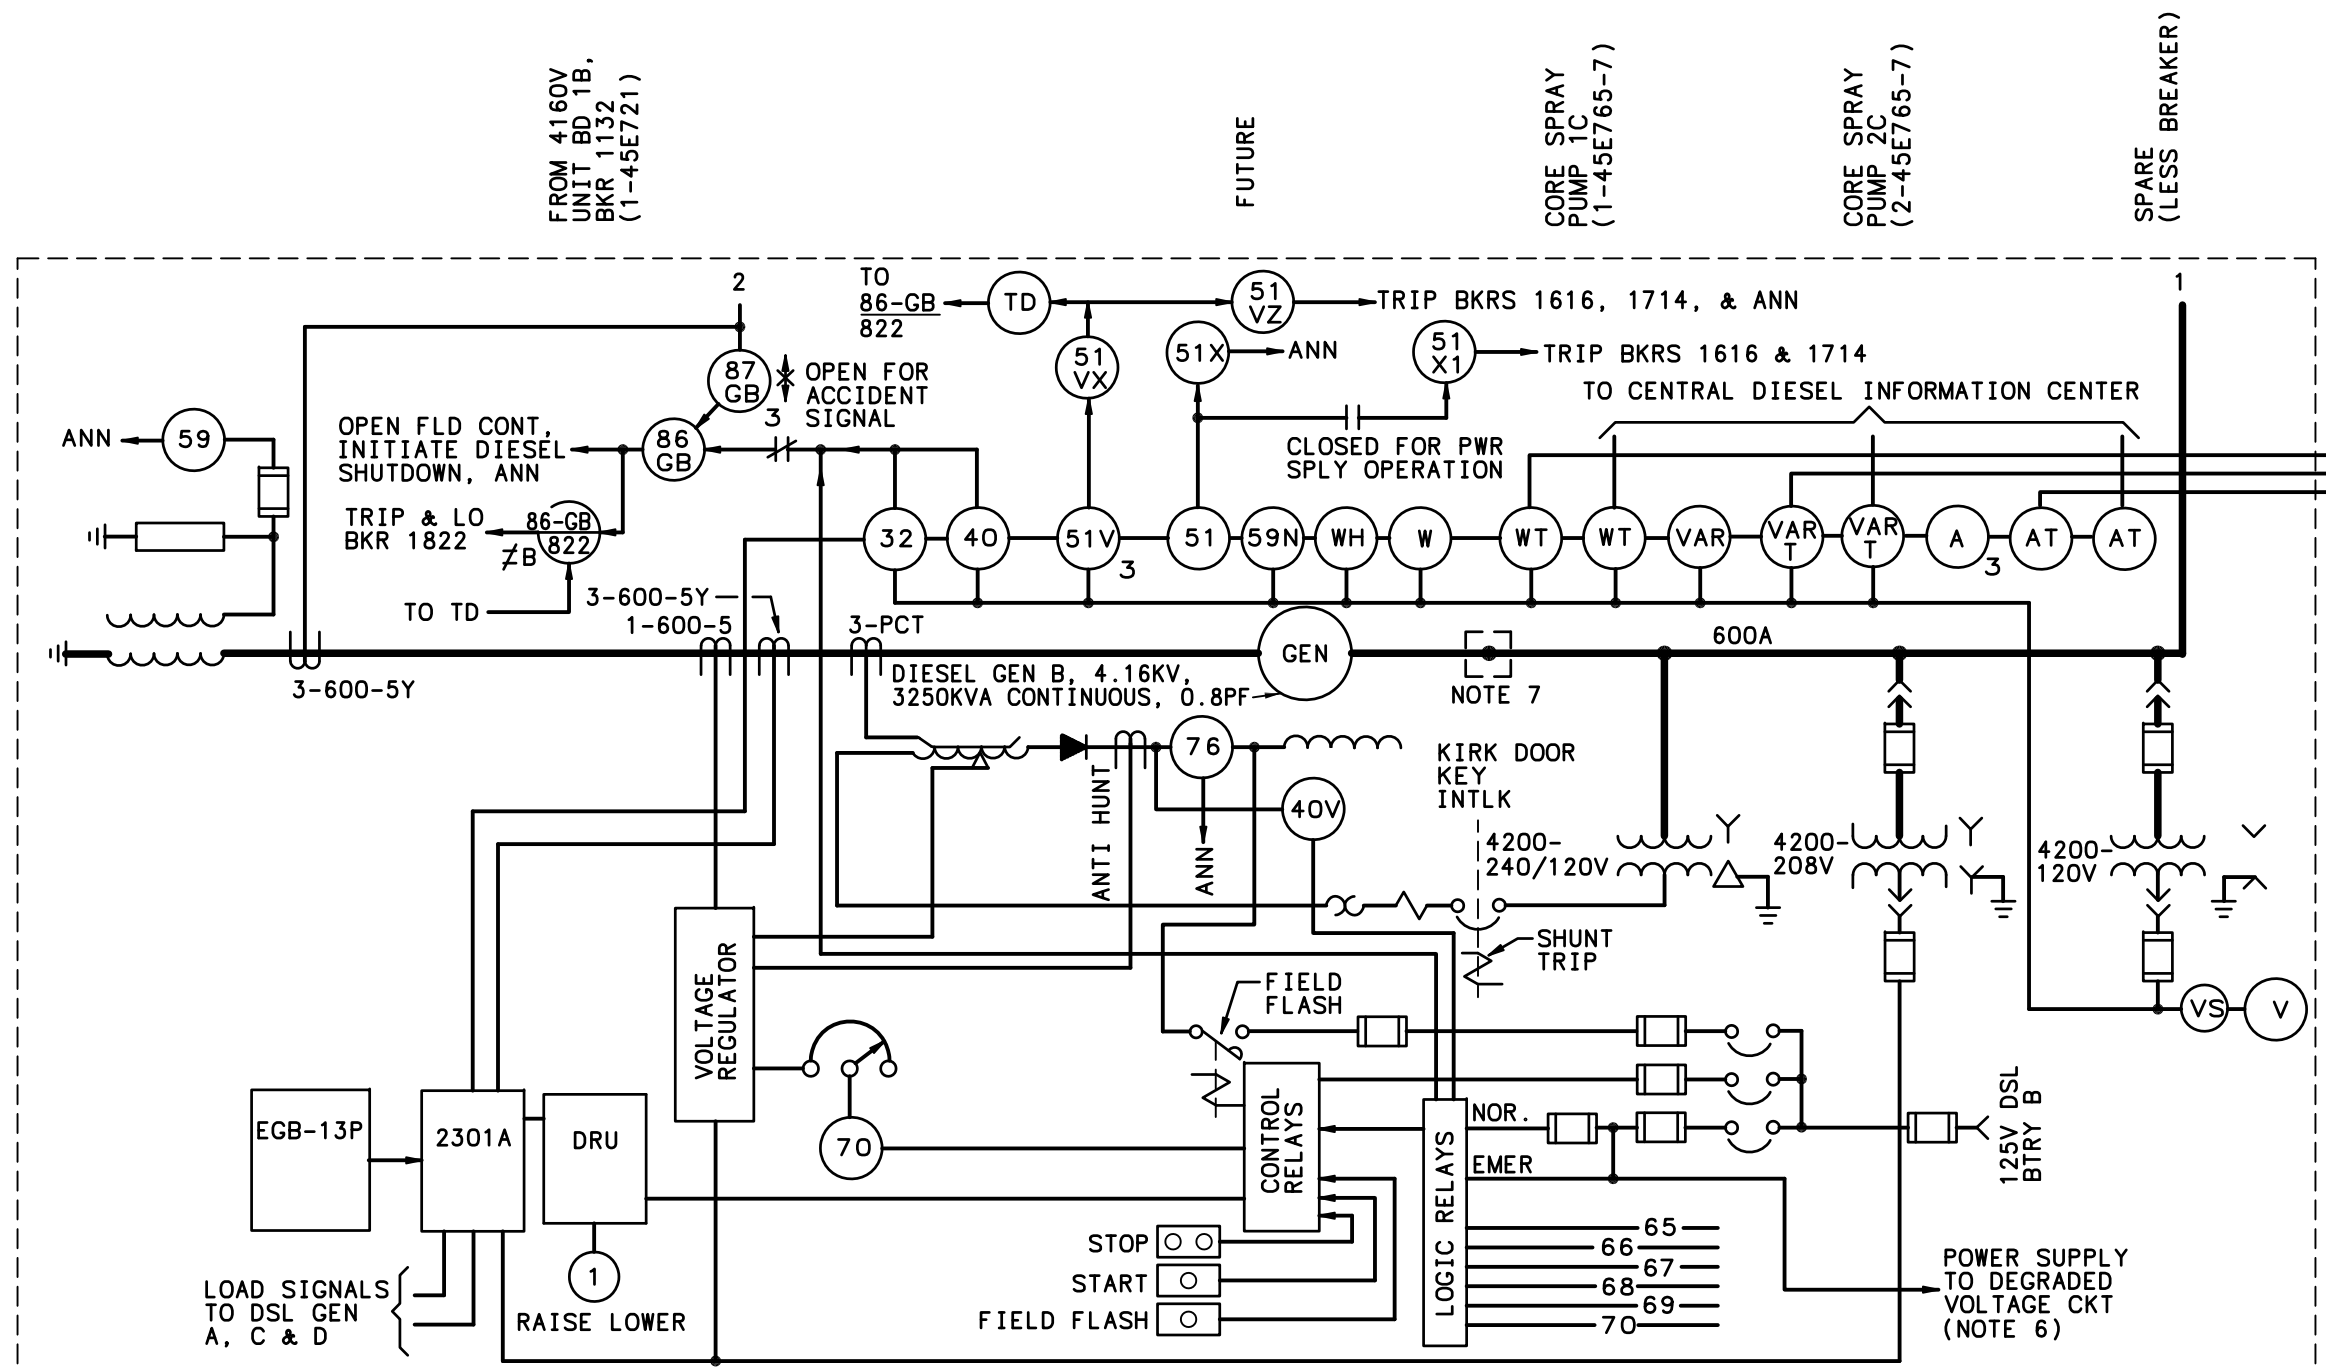 FROM 4160V
UNIT BD 1B,
BKR 1132
(1-45E721)
FUTURE
CORE SPRAY
PUMP 1C
(1-45E765-7)
CORE SPRAY
PUMP 2C
(2-45E765-7)
SPARE
(LESS BREAKER)
2
1
TO
86-GB
822
TD
51
VZ
TRIP BKRS 1616, 1714, & ANN
51
VX
51X
ANN
51
X1
TRIP BKRS 1616 & 1714
87
GB
3
OPEN FOR
ACCIDENT
SIGNAL
TO CENTRAL DIESEL INFORMATION CENTER
ANN
59
OPEN FLD CONT,
INITIATE DIESEL
SHUTDOWN, ANN
86
GB
CLOSED FOR PWR
SPLY OPERATION
TRIP & LO
BKR 1822
86-GB
822
≠B
32
40
51V
3
51
59N
WH
W
WT
WT
VAR
VAR
T
VAR
T
A
3
AT
AT
TO TD
3-600-5Y
1-600-5
3-PCT
GEN
600A
3-600-5Y
DIESEL GEN B, 4.16KV,
3250KVA CONTINUOUS, 0.8PF
NOTE 7
76
KIRK DOOR
KEY
INTLK
ANTI HUNT
40V
ANN
4200-
240/120V
4200-
208V
4200-
120V
SHUNT
TRIP
VOLTAGE
REGULATOR
FIELD
FLASH
VS
V
EGB-13P
2301A
DRU
70
CONTROL
RELAYS
LOGIC RELAYS
NOR.
EMER
125V DSL
BTRY B
STOP
START
FIELD FLASH
65
66
67
68
69
70
POWER SUPPLY
TO DEGRADED
VOLTAGE CKT
(NOTE 6)
LOAD SIGNALS
TO DSL GEN
A, C & D
1
RAISE LOWER